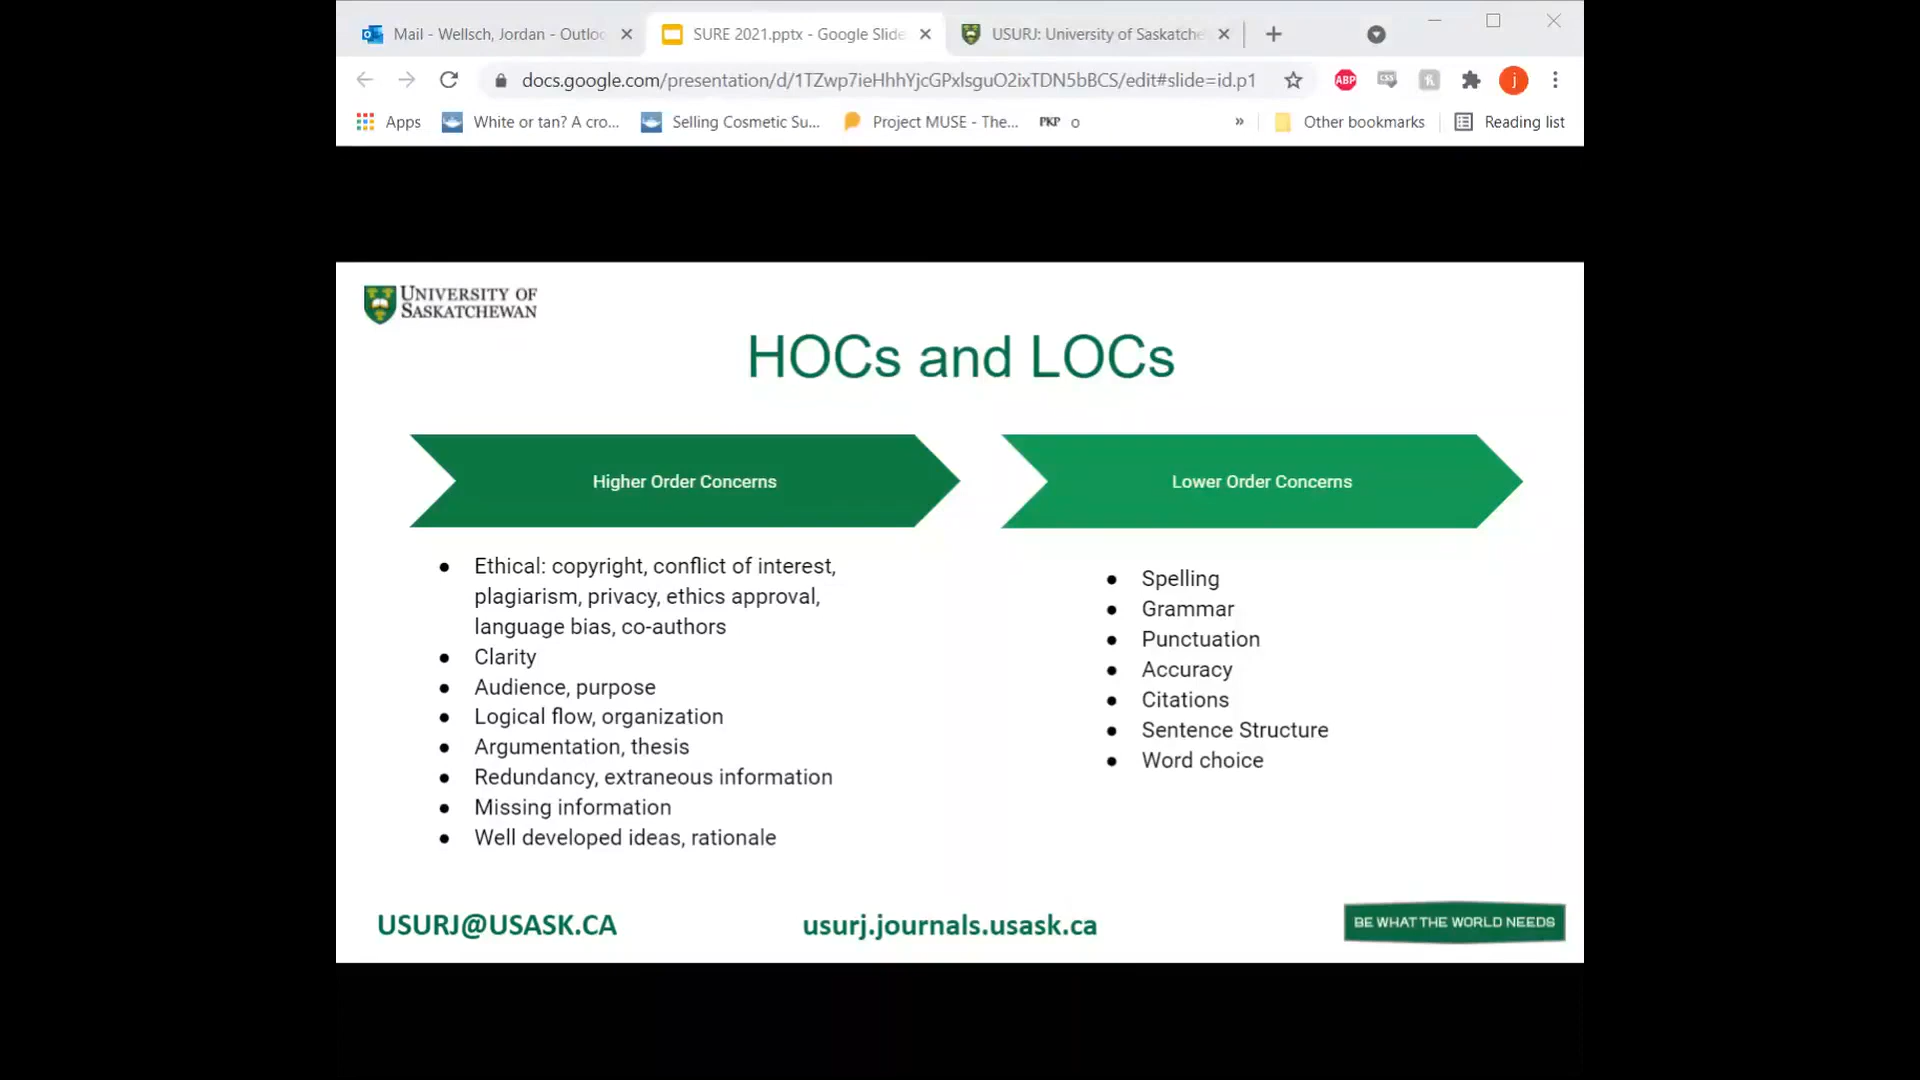 Mail - Wellsch, Jordan - Outlo
SURE 2021.pptx - Google Slide
USURJ: University of Saskatche
docs.google.com/presentation/d/1TZwp7ieHhhYjcGPxlsguO2ixTDN5bBCS/edit#slide=id.p1
ABP
CSS
j
Apps
White or tan? A cro...
Selling Cosmetic Su...
Project MUSE - The...
PKP o
»
Other bookmarks
Reading list
UNIVERSITY OF
SASKATCHEWAN
HOCs and LOCs
Higher Order Concerns
● Ethical: copyright, conflict of interest,
plagiarism, privacy, ethics approval,
language bias, co-authors
● Clarity
● Audience, purpose
● Logical flow, organization
● Argumentation, thesis
● Redundancy, extraneous information
● Missing information
● Well developed ideas, rationale
Lower Order Concerns
● Spelling
● Grammar
● Punctuation
● Accuracy
● Citations
● Sentence Structure
● Word choice
USURJ@USASK.CA
usurj.journals.usask.ca
BE WHAT THE WORLD NEEDS